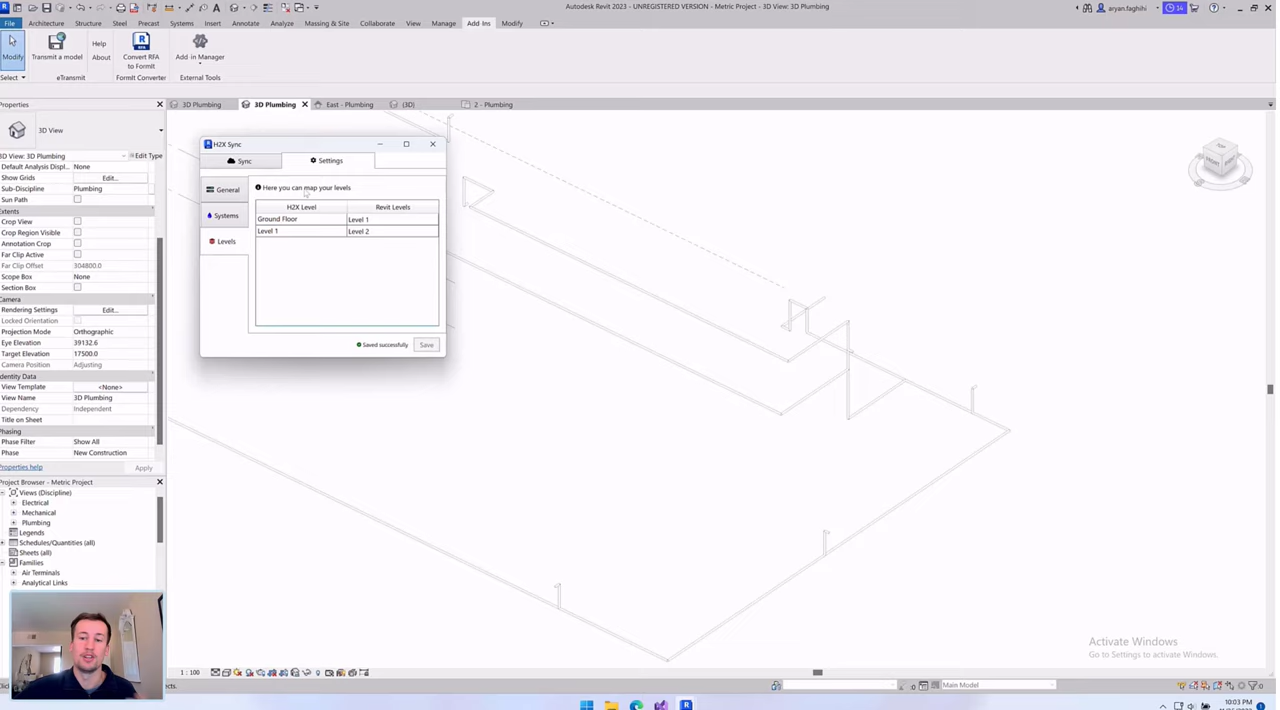 Autodesk Revit 2023 - UNREGISTERED VERSION - Metric Project - 3D View: 3D Plumbing
aryan.faghihi
14
File Architecture Structure Steel Precast Systems Insert Annotate Analyze Massing & Site Collaborate View Manage Add-Ins Modify
Modify
Transmit a model
Help
About
Convert RFA
to FormIt
Add-in Manager
Select
eTransmit
FormIt Converter
External Tools
Properties
3D Plumbing
3D Plumbing
East - Plumbing
(3D)
2 - Plumbing
3D View
3D View: 3D Plumbing
Edit Type
Default Analysis Displ... None
Show Grids Edit...
Sub-Discipline Plumbing
Sun Path
Extents
Crop View
Crop Region Visible
Annotation Crop
Far Clip Active
Far Clip Offset 304800.0
Scope Box None
Section Box
Camera
Rendering Settings Edit...
Locked Orientation
Projection Mode Orthographic
Eye Elevation 39132.6
Target Elevation 17500.0
Camera Position Adjusting
Identity Data
View Template <None>
View Name 3D Plumbing
Dependency Independent
Title on Sheet
Phasing
Phase Filter Show All
Phase New Construction
Properties help
Apply
Project Browser - Metric Project
Views (Discipline)
Electrical
Mechanical
Plumbing
Legends
Schedules/Quantities (all)
Sheets (all)
Families
Air Terminals
Analytical Links
H2X Sync
Sync
Settings
General
Systems
Levels
Here you can map your levels
H2X Level Revit Levels
Ground Floor Level 1
Level 1 Level 2
Saved successfully
Save
Activate Windows
Go to Settings to activate Windows.
1 : 100
Main Model
10:03 PM